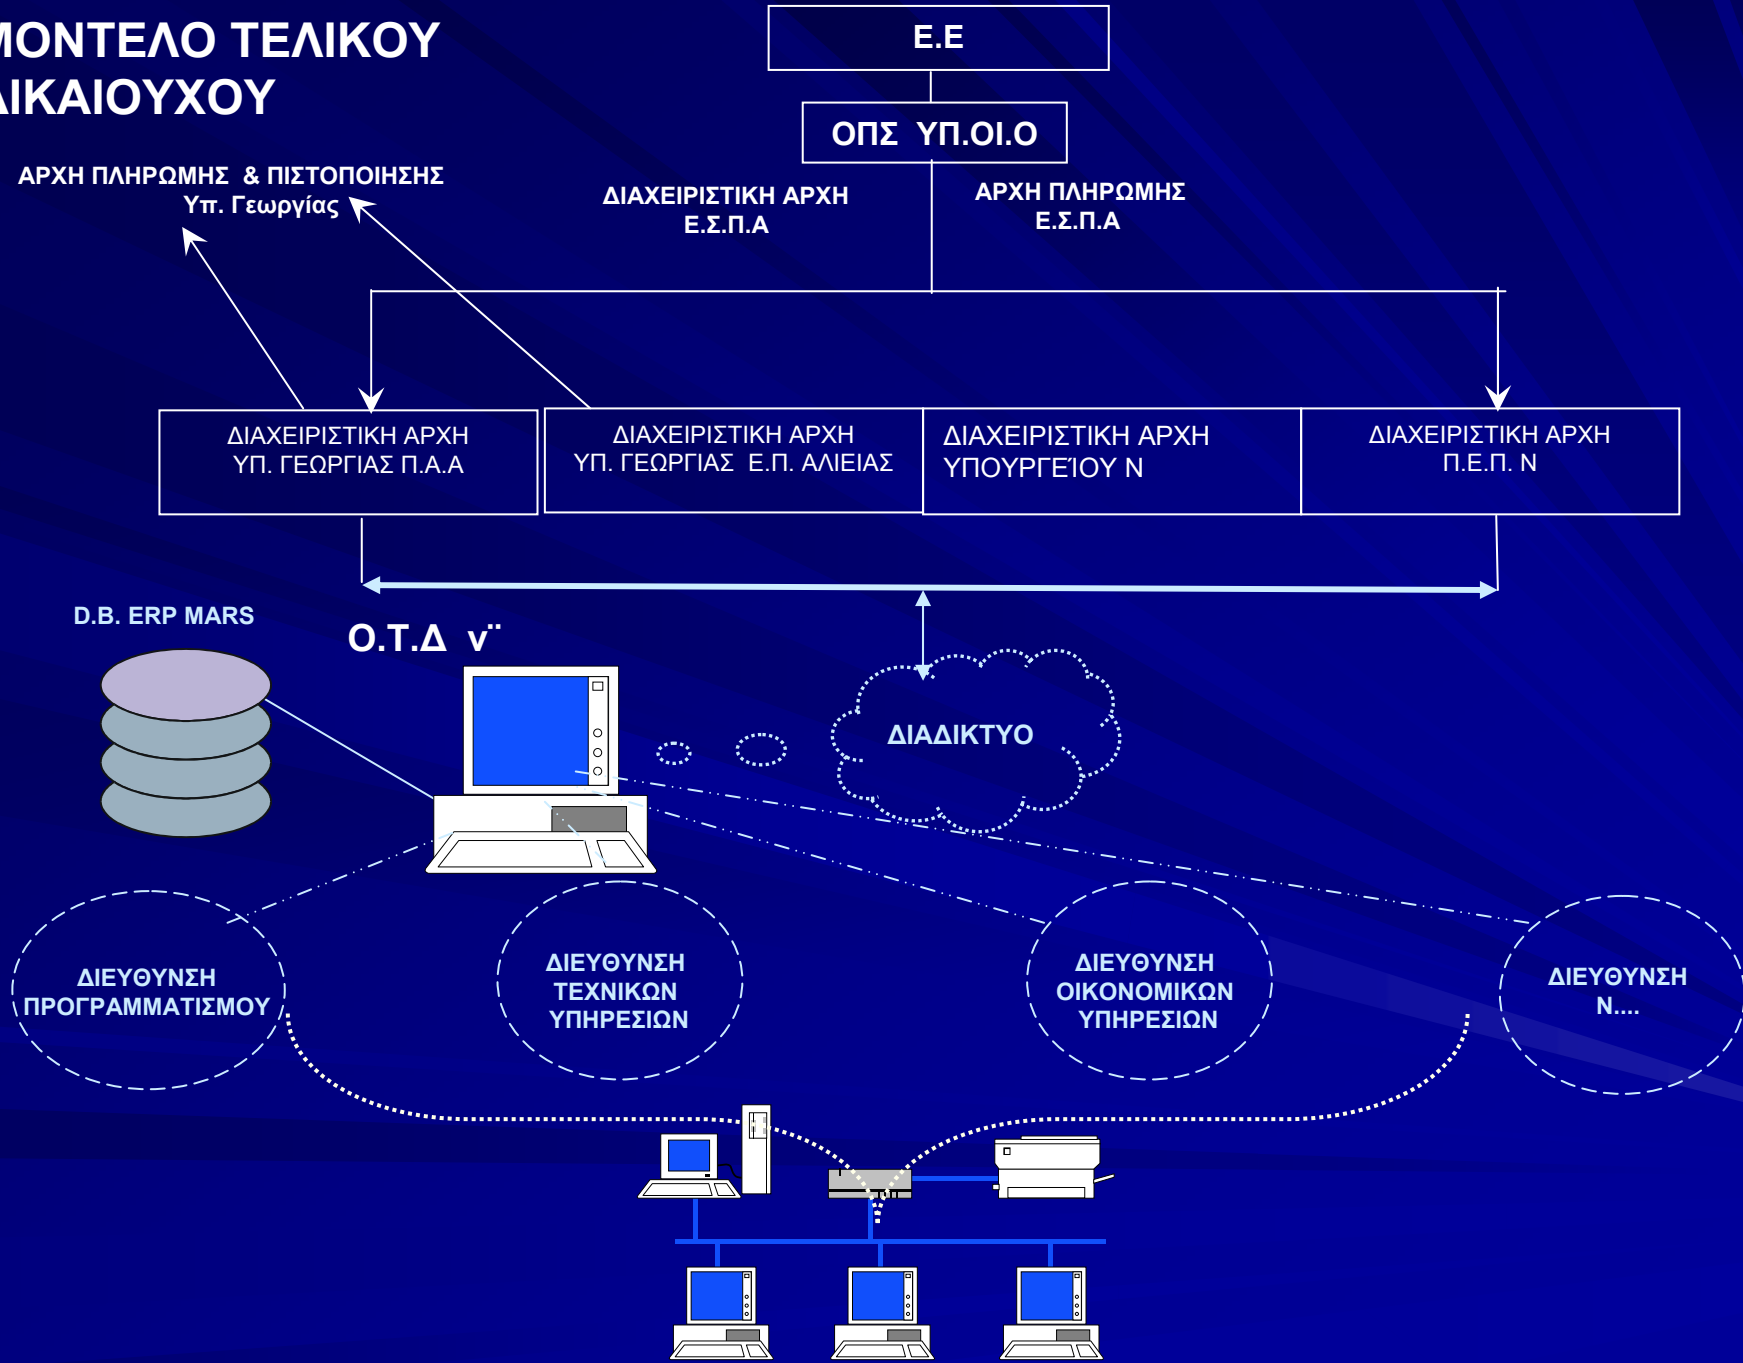 ΜΟΝΤΕΛΟ ΤΕΛΙΚΟΥ
ΔΙΚΑΙΟΥΧΟΥ
Ε.Ε
ΟΠΣ ΥΠ.ΟΙ.Ο
ΑΡΧΗ ΠΛΗΡΩΜΗΣ & ΠΙΣΤΟΠΟΙΗΣΗΣ
Υπ. Γεωργίας
ΔΙΑΧΕΙΡΙΣΤΙΚΗ ΑΡΧΗ
Ε.Σ.Π.Α
ΑΡΧΗ ΠΛΗΡΩΜΗΣ
Ε.Σ.Π.Α
ΔΙΑΧΕΙΡΙΣΤΙΚΗ ΑΡΧΗ
ΥΠ. ΓΕΩΡΓΙΑΣ Π.Α.Α
ΔΙΑΧΕΙΡΙΣΤΙΚΗ ΑΡΧΗ
ΥΠ. ΓΕΩΡΓΙΑΣ Ε.Π. ΑΛΙΕΙΑΣ
ΔΙΑΧΕΙΡΙΣΤΙΚΗ ΑΡΧΗ
ΥΠΟΥΡΓΕΊΟΥ Ν
ΔΙΑΧΕΙΡΙΣΤΙΚΗ ΑΡΧΗ
Π.Ε.Π. Ν
D.B. ERP MARS
Ο.Τ.Δ ν¨
ΔΙΑΔΙΚΤΥΟ
ΔΙΕΥΘΥΝΣΗ
ΠΡΟΓΡΑΜΜΑΤΙΣΜΟΥ
ΔΙΕΥΘΥΝΣΗ
ΤΕΧΝΙΚΩΝ
ΥΠΗΡΕΣΙΩΝ
ΔΙΕΥΘΥΝΣΗ
ΟΙΚΟΝΟΜΙΚΩΝ
ΥΠΗΡΕΣΙΩΝ
ΔΙΕΥΘΥΝΣΗ
Ν....